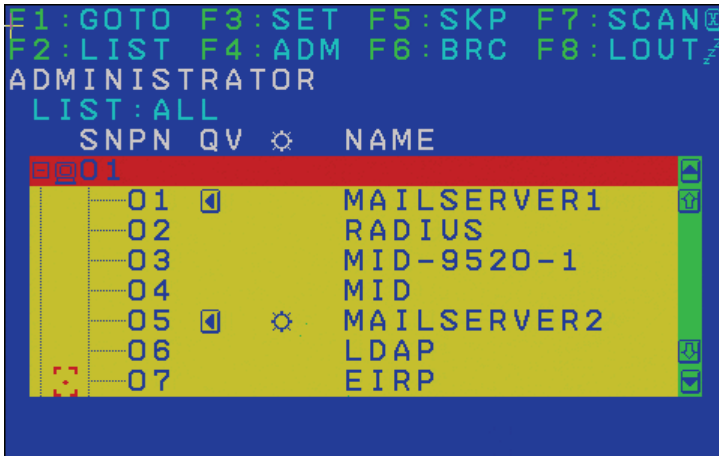 F1:GOTO F3:SET F5:SKP F7:SCAN
F2:LIST F4:ADM F6:BRC F8:LOUT zzz
ADMINISTRATOR
LIST:ALL
SNPN QV NAME
01
01 MAILSERVER1
02 RADIUS
03 MID-9520-1
04 MID
05 MAILSERVER2
06 LDAP
07 EIRP